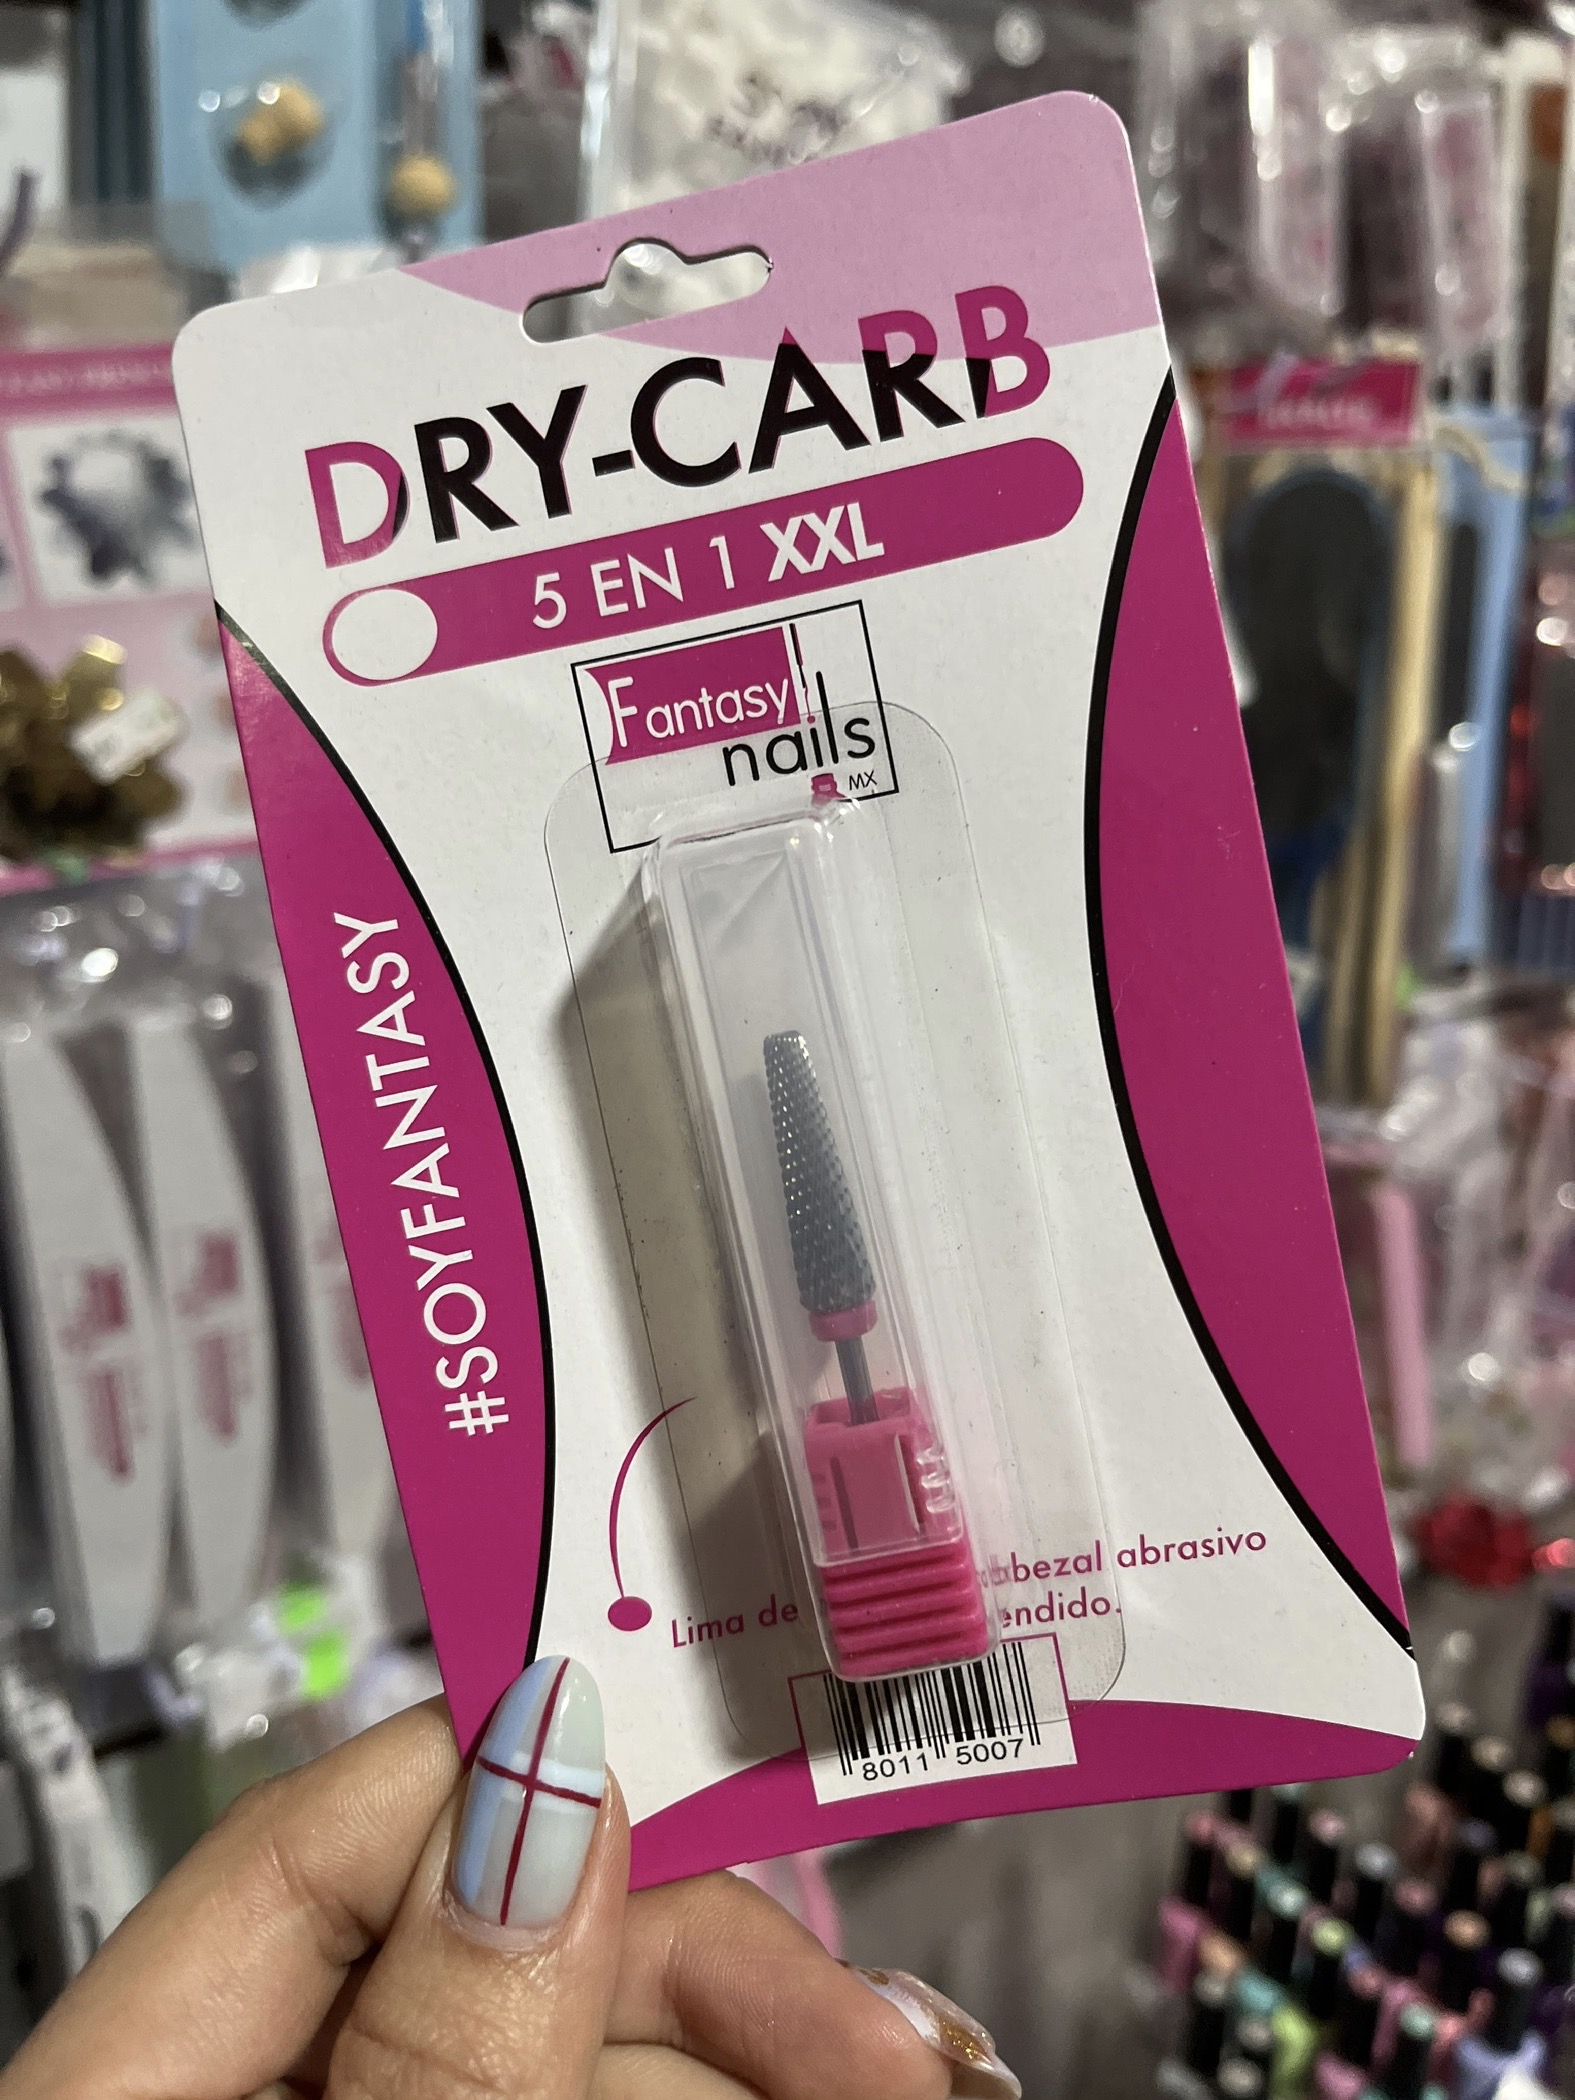 DRY-CARB
5 EN 1 XXL
Fantasy
nails
MX
#SOYFANTASY
abrasivo
Lima de
8011 5007